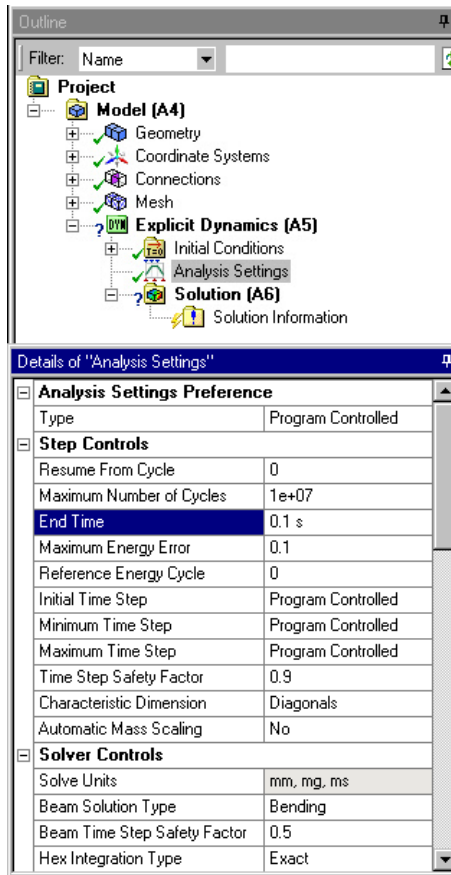 Outline
Filter: Name
Project
Model (A4)
Geometry
Coordinate Systems
Connections
Mesh
DYN Explicit Dynamics (A5)
T=0 Initial Conditions
Analysis Settings
Solution (A6)
Solution Information
Details of "Analysis Settings"
Analysis Settings Preference
Type Program Controlled
Step Controls
Resume From Cycle 0
Maximum Number of Cycles 1e+07
End Time 0.1 s
Maximum Energy Error 0.1
Reference Energy Cycle 0
Initial Time Step Program Controlled
Minimum Time Step Program Controlled
Maximum Time Step Program Controlled
Time Step Safety Factor 0.9
Characteristic Dimension Diagonals
Automatic Mass Scaling No
Solver Controls
Solve Units mm, mg, ms
Beam Solution Type Bending
Beam Time Step Safety Factor 0.5
Hex Integration Type Exact